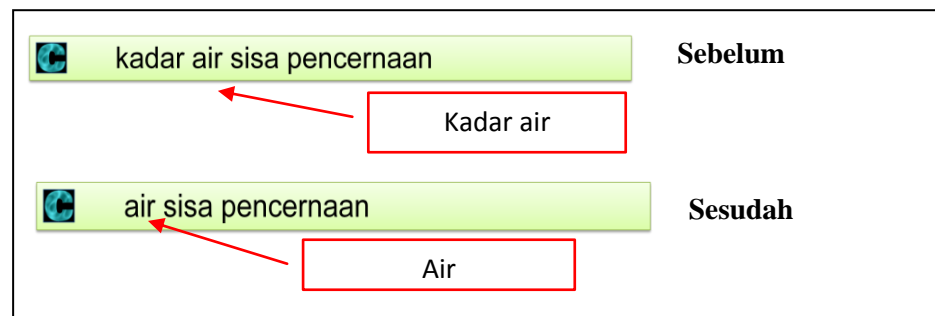 C kadar air sisa pencernaan Sebelum
Kadar air
C air sisa pencernaan Sesudah
Air